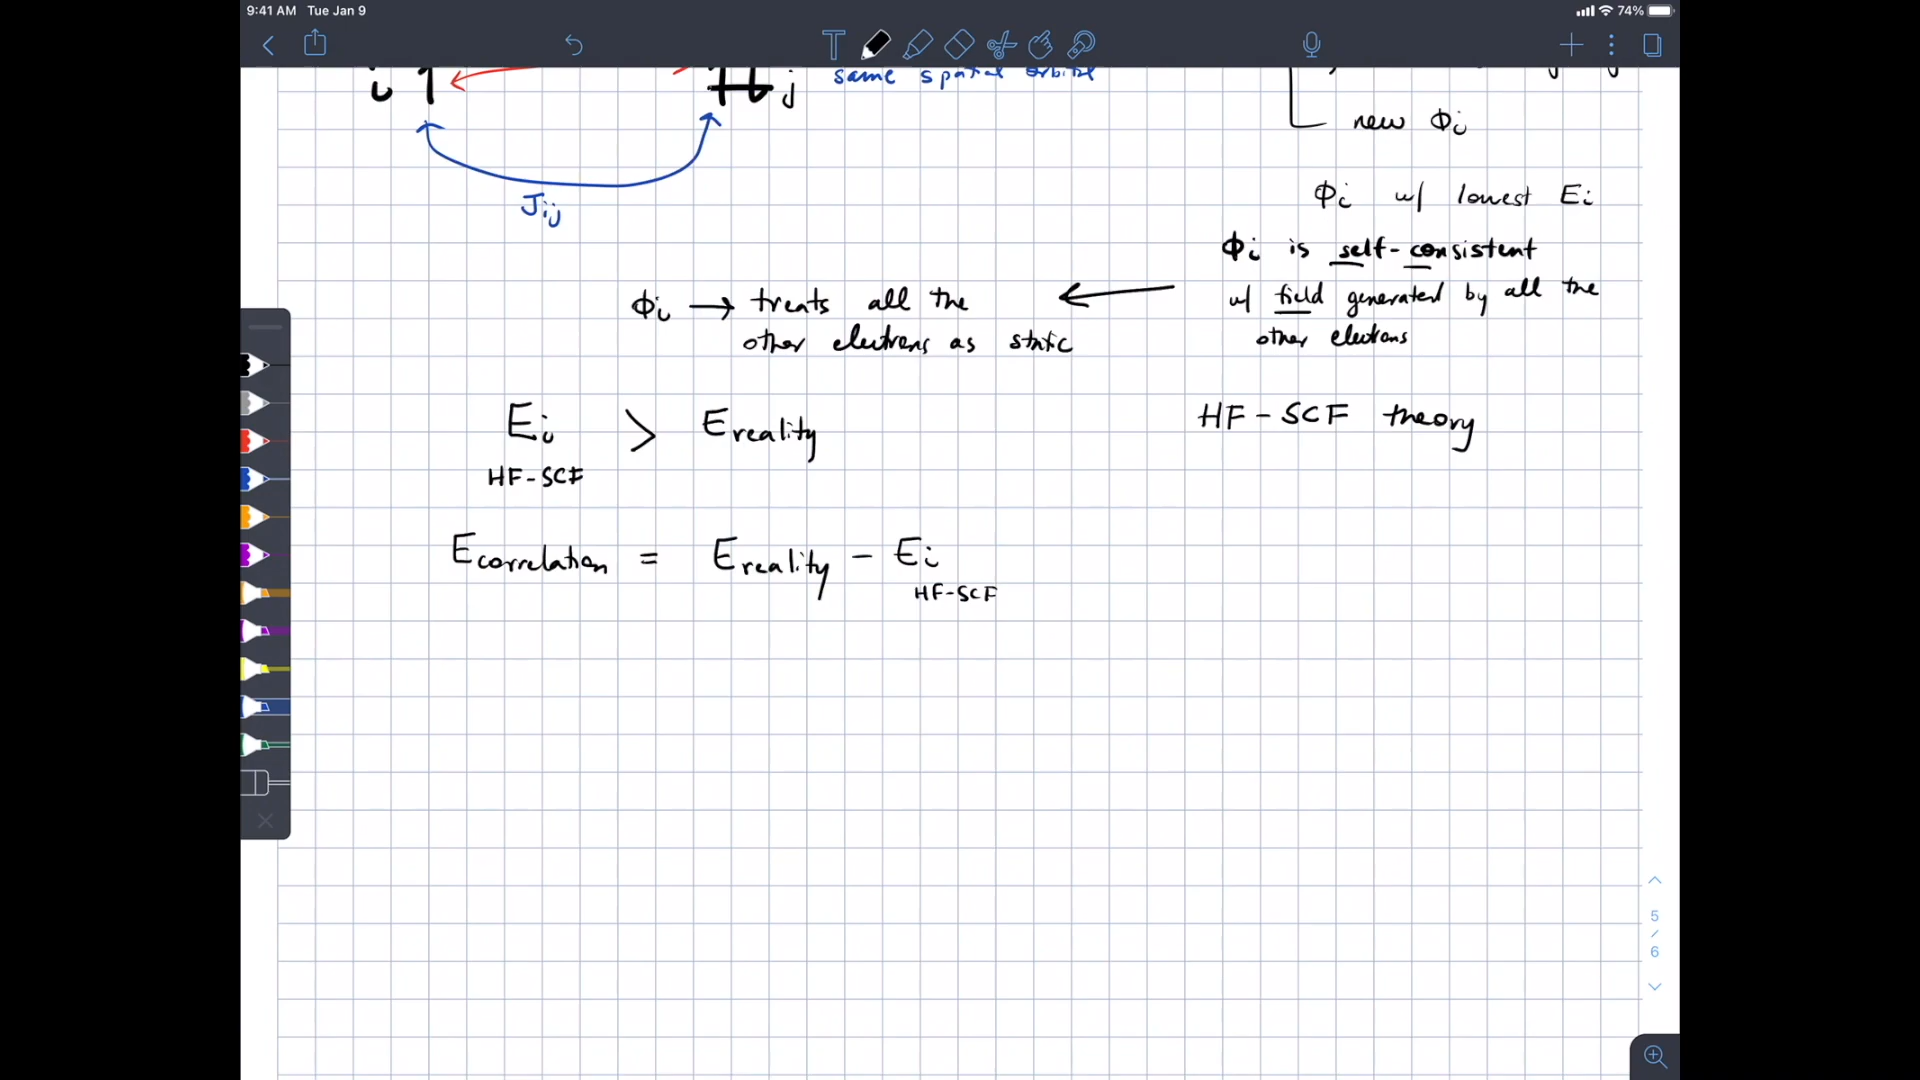 9:41 AM Tue Jan 9
74%
i
j
same spatial orbital
new Φi
Jij
Φi w/ lowest Ei
Φi is self-consistent
w/ field generated by all the
other electrons
Φi → treats all the
other electrons as static
Ei > Ereality
HF-SCF
HF-SCF theory
Ecorrelation = Ereality - Ei
HF-SCF
5
/
6